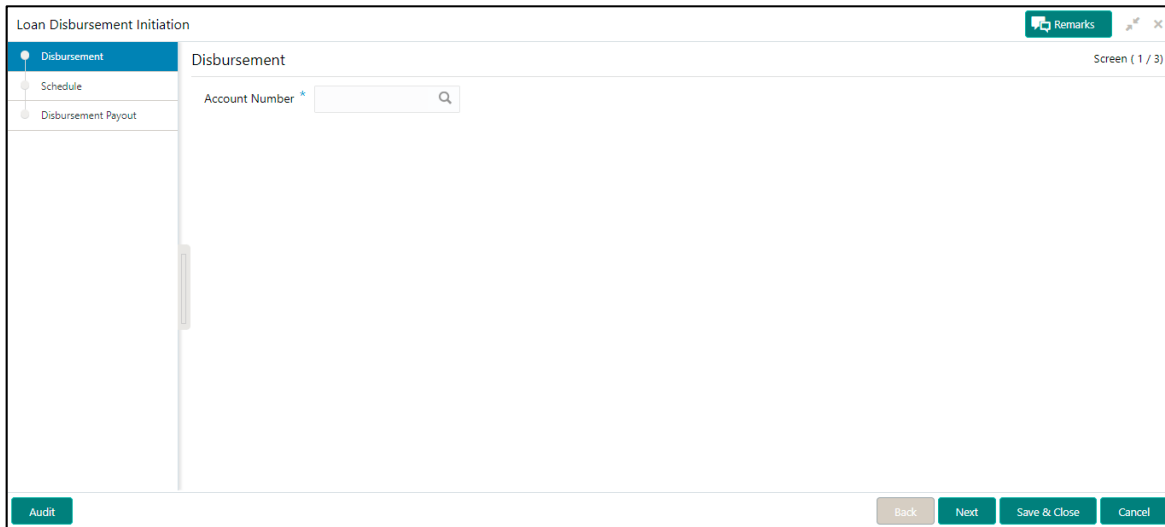 Loan Disbursement Initiation
Remarks
Disbursement
Schedule
Disbursement Payout
Disbursement
Screen ( 1 / 3)
Account Number *
Audit
Back
Next
Save & Close
Cancel